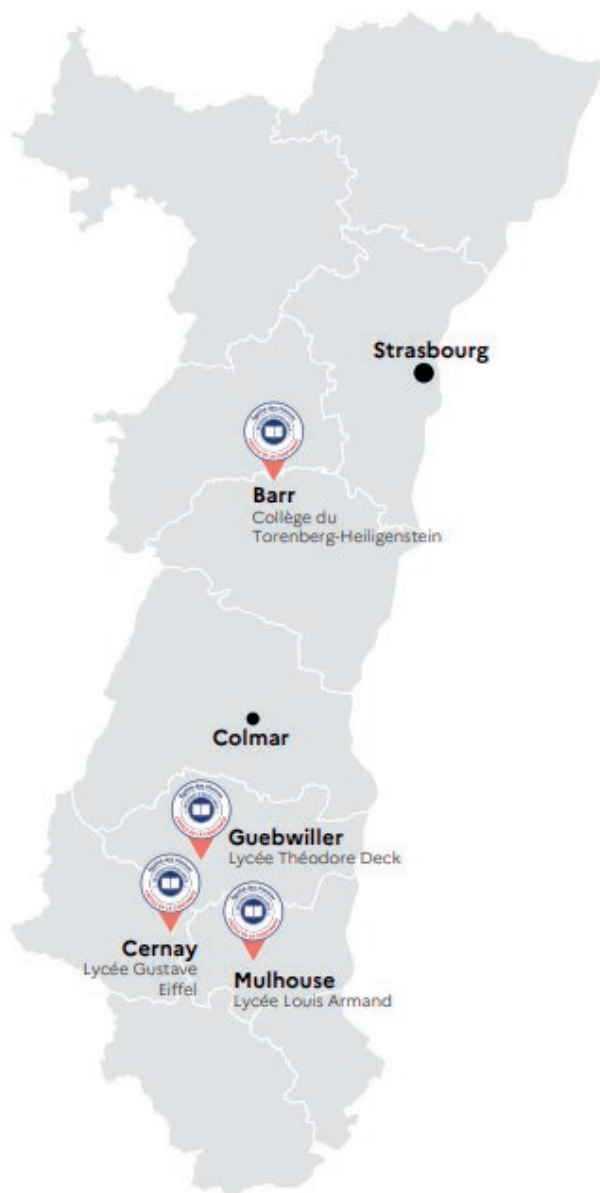 Strasbourg
Barr
Collège du
Torenberg-Heiligenstein
Colmar
Guebwiller
Lycée Théodore Deck
Cernay
Lycée Gustave
Eiffel
Mulhouse
Lycée Louis Armand